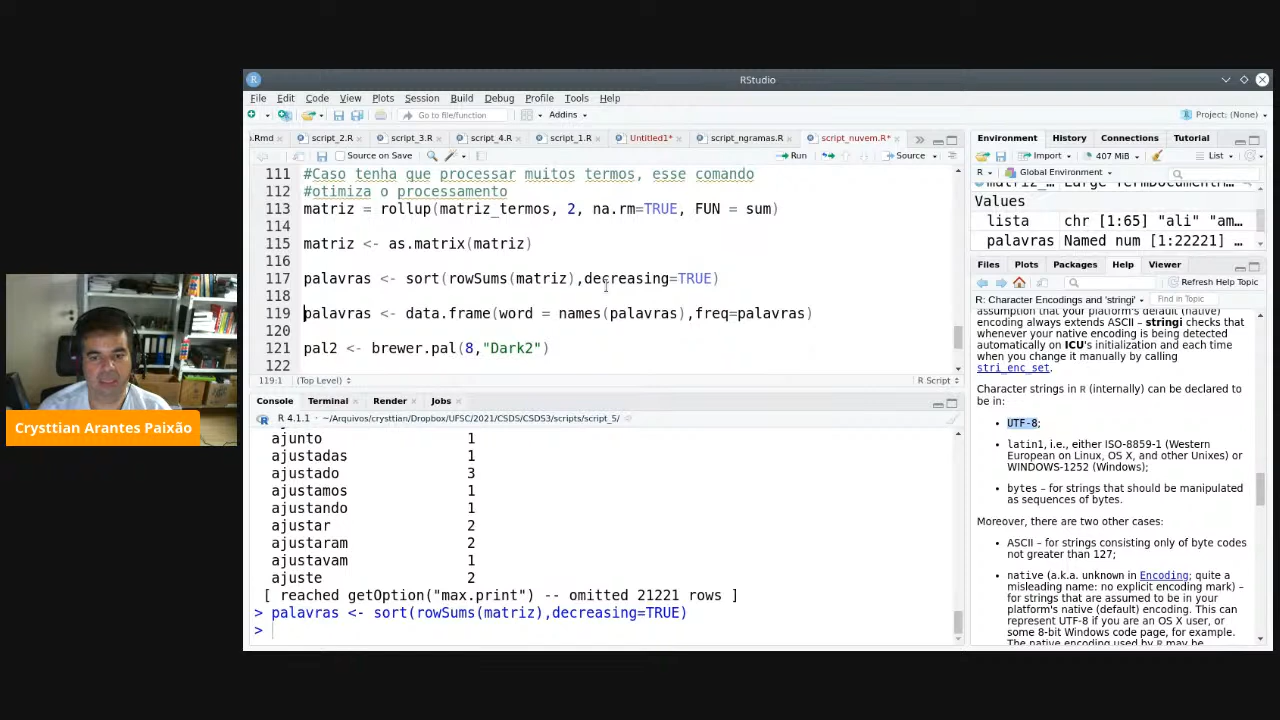 RStudio
File Edit Code View Plots Session Build Debug Profile Tools Help
Go to file/function Addins Project: (None)
).Rmd script_2.R script_3.R script_4.R script_1.R Untitled1* script_ngramas.R script_nuvem.R*
Source on Save Run Source
111 #Caso tenha que processar muitos termos, esse comando
112 #otimiza o processamento
113 matriz = rollup(matriz_termos, 2, na.rm=TRUE, FUN = sum)
114
115 matriz <- as.matrix(matriz)
116
117 palavras <- sort(rowSums(matriz),decreasing=TRUE)
118
119 palavras <- data.frame(word = names(palavras),freq=palavras)
120
121 pal2 <- brewer.pal(8,"Dark2")
122
119:1 (Top Level) R Script
Console Terminal Render Jobs
R 4.1.1 · ~/Arquivos/crysttian/Dropbox/UFSC/2021/CSDS/CSDS3/scripts/script_5/
ajunto 1
ajustadas 1
ajustado 3
ajustamos 1
ajustando 1
ajustar 2
ajustaram 2
ajustavam 1
ajuste 2
[ reached getOption("max.print") -- omitted 21221 rows ]
> palavras <- sort(rowSums(matriz),decreasing=TRUE)
>
Environment History Connections Tutorial
Import 407 MiB List
R Global Environment
Values
lista chr [1:65] "ali" "am…
palavras Named num [1:22221] …
Files Plots Packages Help Viewer
Refresh Help Topic
R: Character Encodings and 'stringi' Find in Topic
encoding always extends ASCII – stringi checks that
whenever your native encoding is being detected
automatically on ICU's initialization and each time
when you change it manually by calling
stri_enc_set.
Character strings in R (internally) can be declared to
be in:
• UTF-8;
• latin1, i.e., either ISO-8859-1 (Western
European on Linux, OS X, and other Unixes) or
WINDOWS-1252 (Windows);
• bytes – for strings that should be manipulated
as sequences of bytes.
Moreover, there are two other cases:
• ASCII – for strings consisting only of byte codes
not greater than 127;
• native (a.k.a. unknown in Encoding; quite a
misleading name: no explicit encoding mark) –
for strings that are assumed to be in your
platform's native (default) encoding. This can
represent UTF-8 if you are an OS X user, or
some 8-bit Windows code page, for example.
The native encoding used by R may be
Crysttian Arantes Paixão